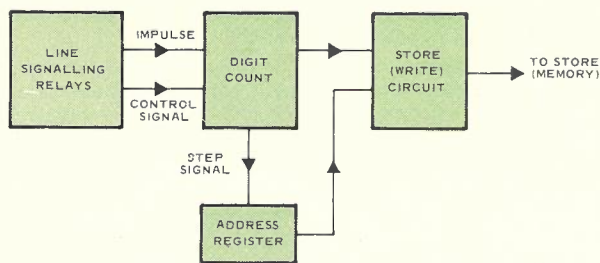 LINE
SIGNALLING
RELAYS
IMPULSE
CONTROL
SIGNAL
DIGIT
COUNT
STORE
(WRITE)
CIRCUIT
TO STORE
(MEMORY)
STEP
SIGNAL
ADDRESS
REGISTER